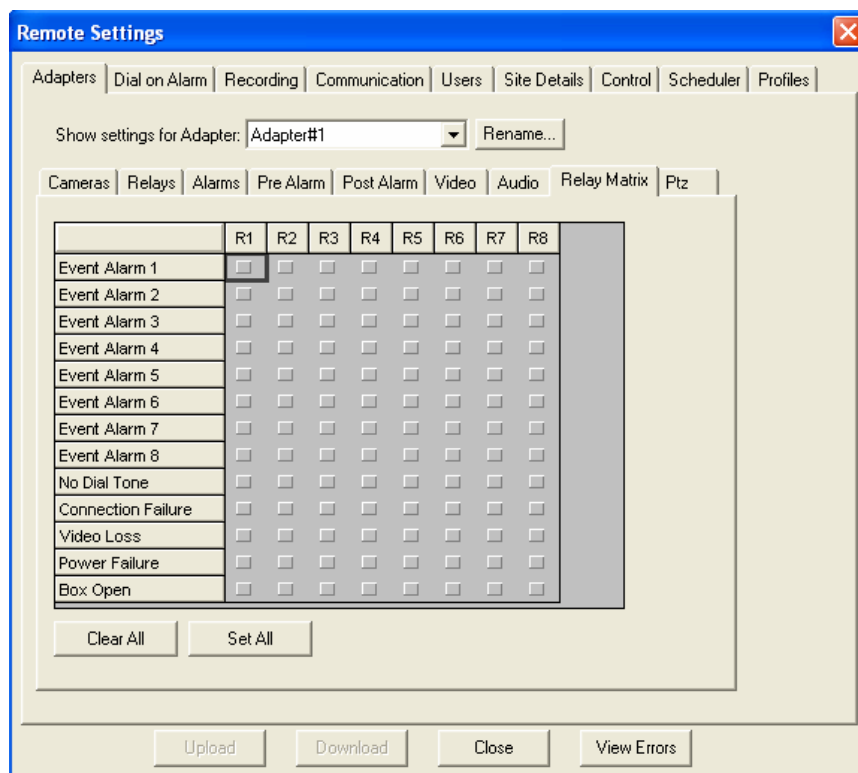 Remote Settings
Adapters Dial on Alarm Recording Communication Users Site Details Control Scheduler Profiles
Show settings for Adapter: Adapter#1 Rename...
Cameras Relays Alarms Pre Alarm Post Alarm Video Audio Relay Matrix Ptz
R1 R2 R3 R4 R5 R6 R7 R8
Event Alarm 1
Event Alarm 2
Event Alarm 3
Event Alarm 4
Event Alarm 5
Event Alarm 6
Event Alarm 7
Event Alarm 8
No Dial Tone
Connection Failure
Video Loss
Power Failure
Box Open
Clear All Set All
Upload Download Close View Errors